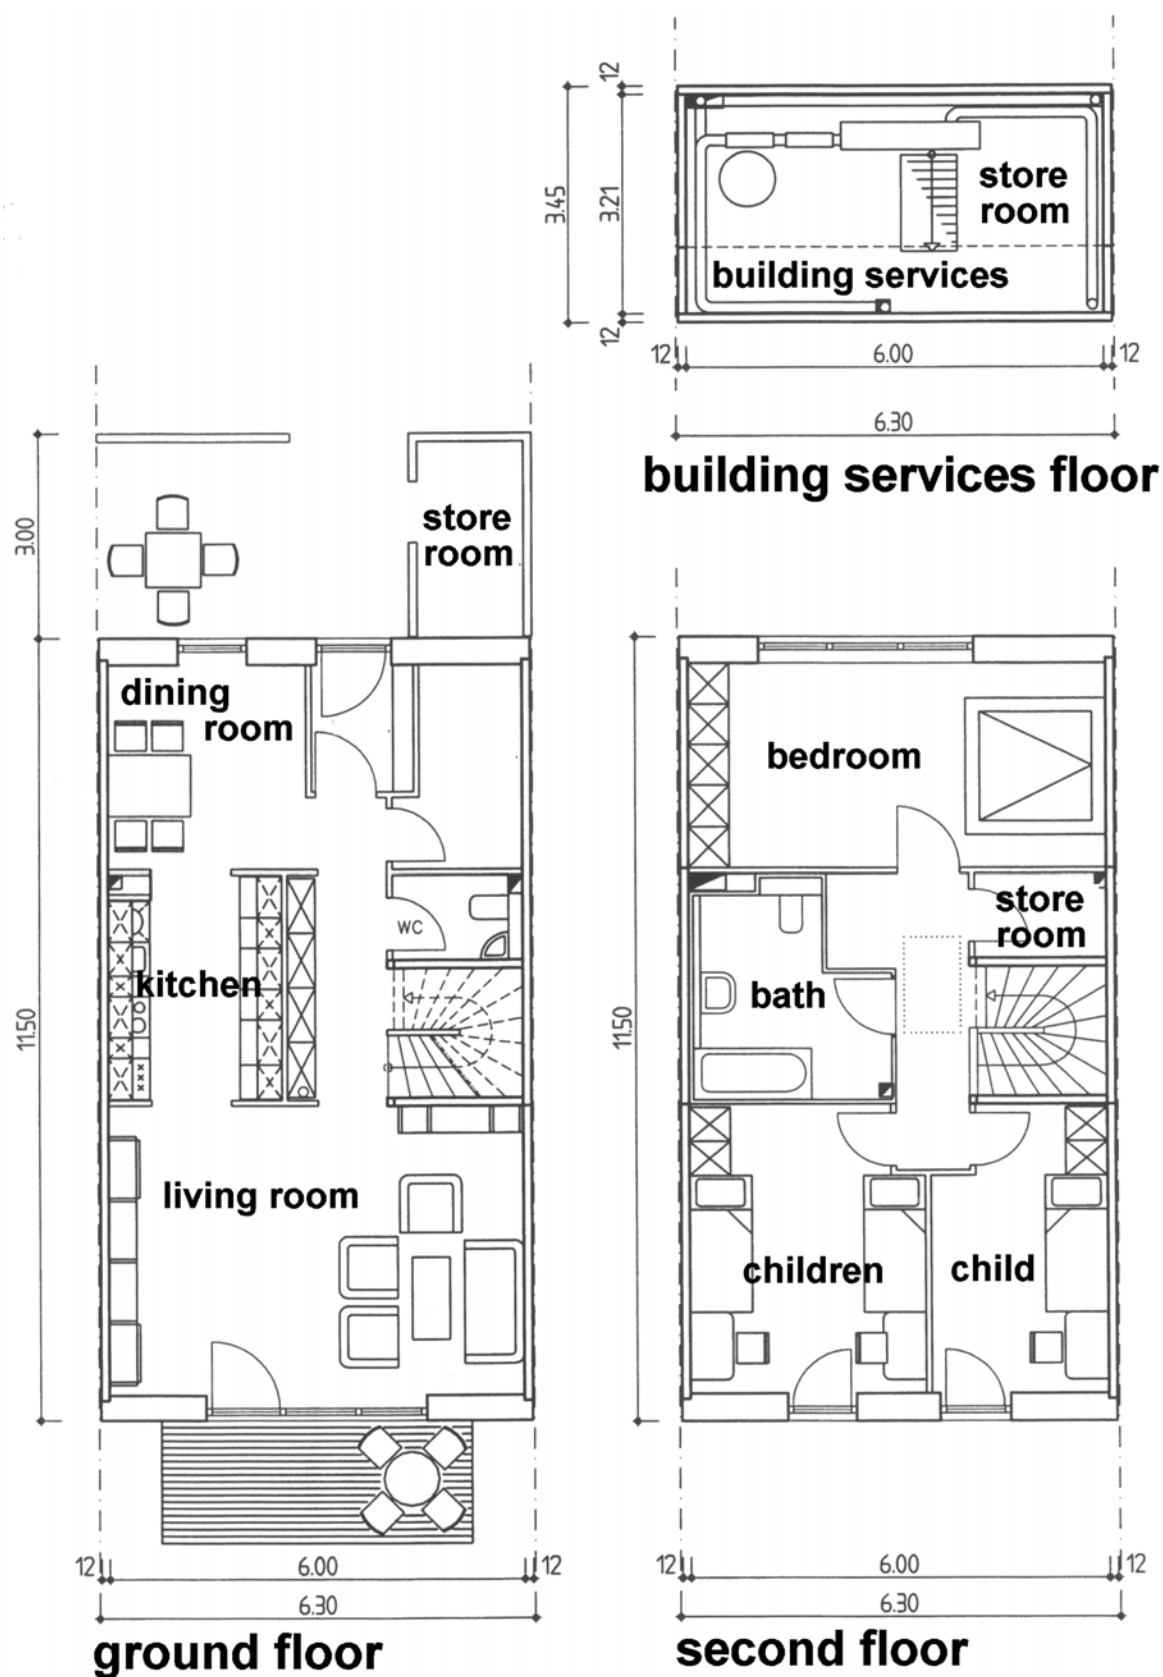 12
3.45
3.21
12
store
room
building services
12
6.00
12
6.30
building services floor
3.00
store
room
dining
room
WC
kitchen
living room
11.50
12
6.00
12
6.30
ground floor
bedroom
store
room
bath
children
child
11.50
12
6.00
12
6.30
second floor